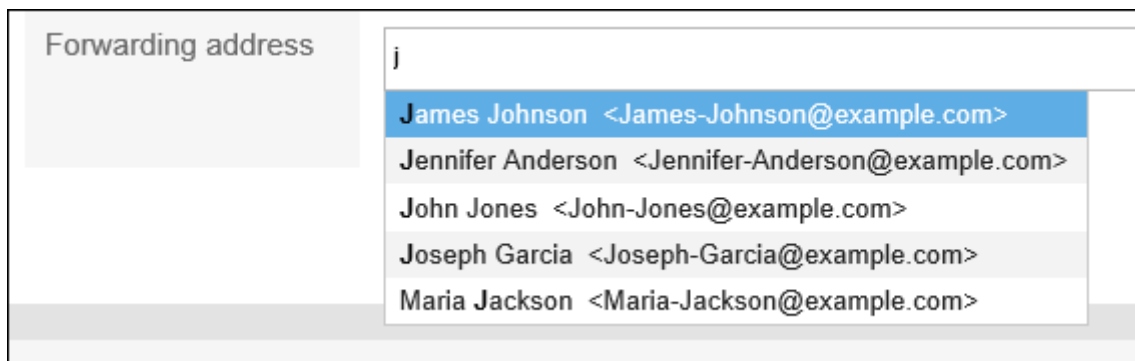 Forwarding address
j
James Johnson <James-Johnson@example.com>
Jennifer Anderson <Jennifer-Anderson@example.com>
John Jones <John-Jones@example.com>
Joseph Garcia <Joseph-Garcia@example.com>
Maria Jackson <Maria-Jackson@example.com>